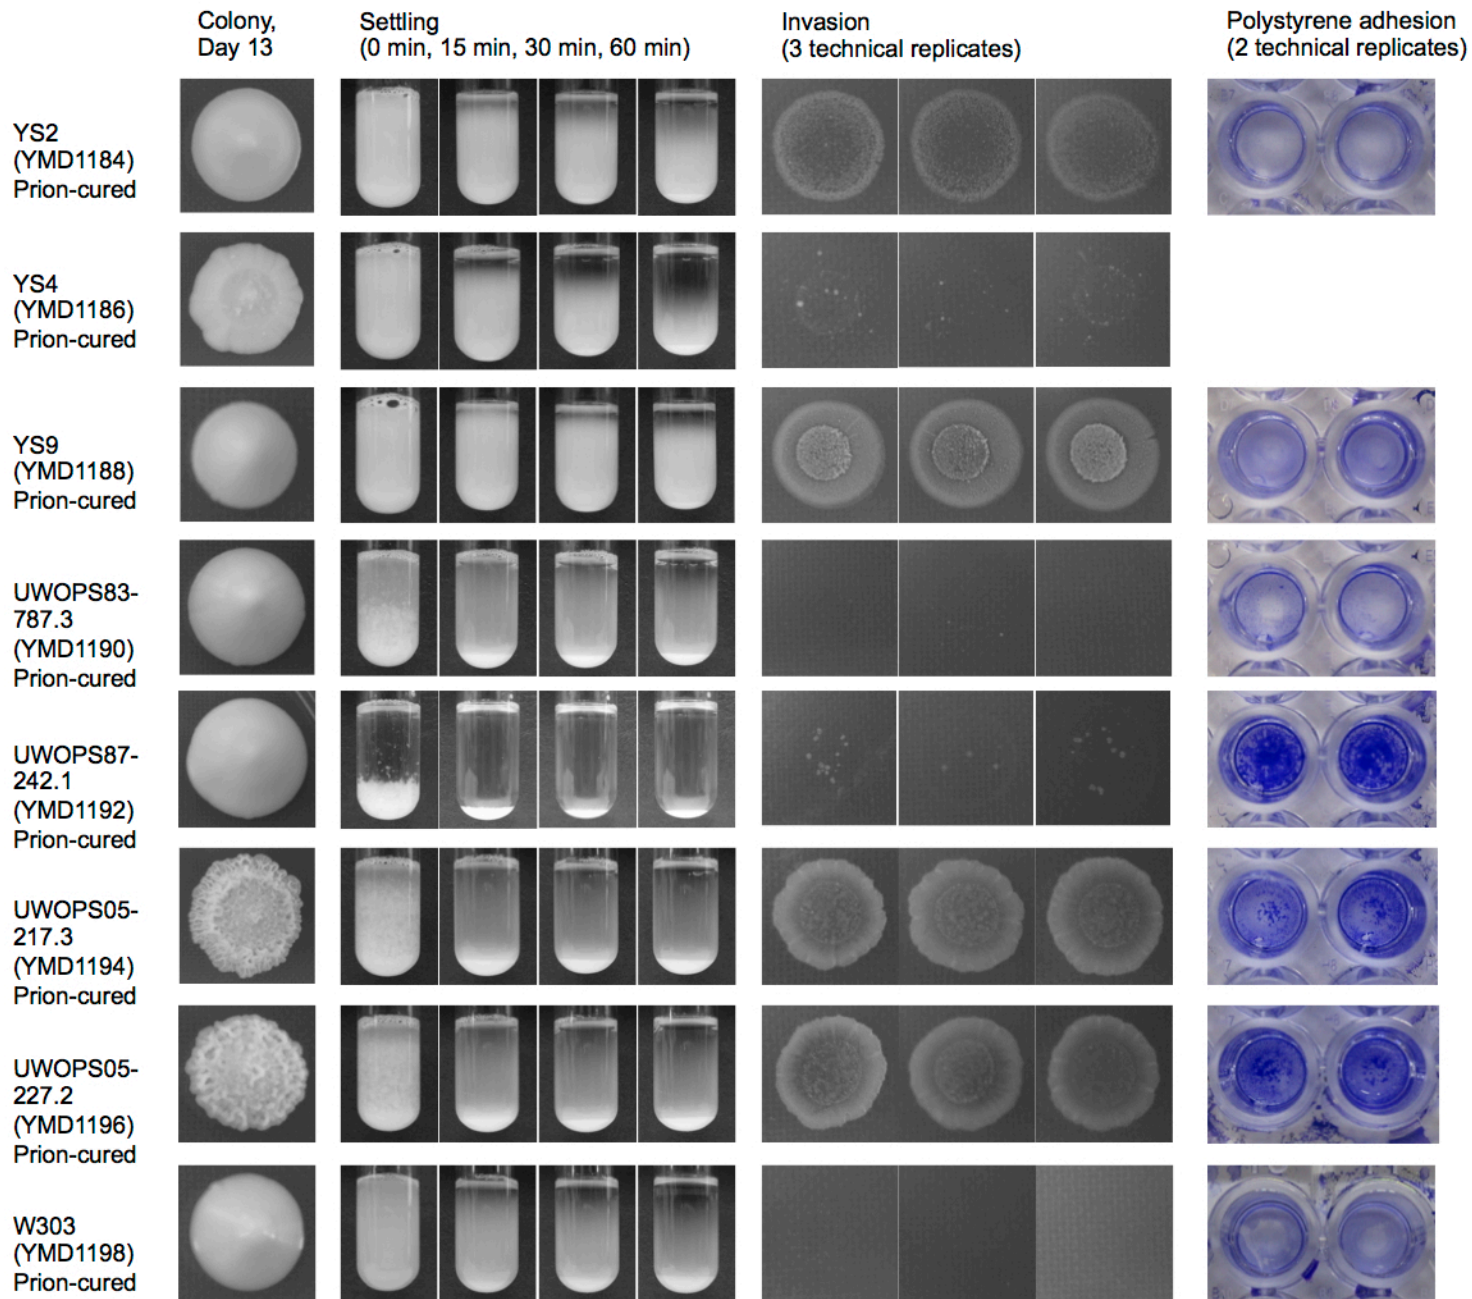 Colony,
Day 13
Settling
(0 min, 15 min, 30 min, 60 min)
Invasion
(3 technical replicates)
Polystyrene adhesion
(2 technical replicates)
YS2
(YMD1184)
Prion-cured
YS4
(YMD1186)
Prion-cured
YS9
(YMD1188)
Prion-cured
UWOPS83-
787.3
(YMD1190)
Prion-cured
UWOPS87-
242.1
(YMD1192)
Prion-cured
UWOPS05-
217.3
(YMD1194)
Prion-cured
UWOPS05-
227.2
(YMD1196)
Prion-cured
W303
(YMD1198)
Prion-cured